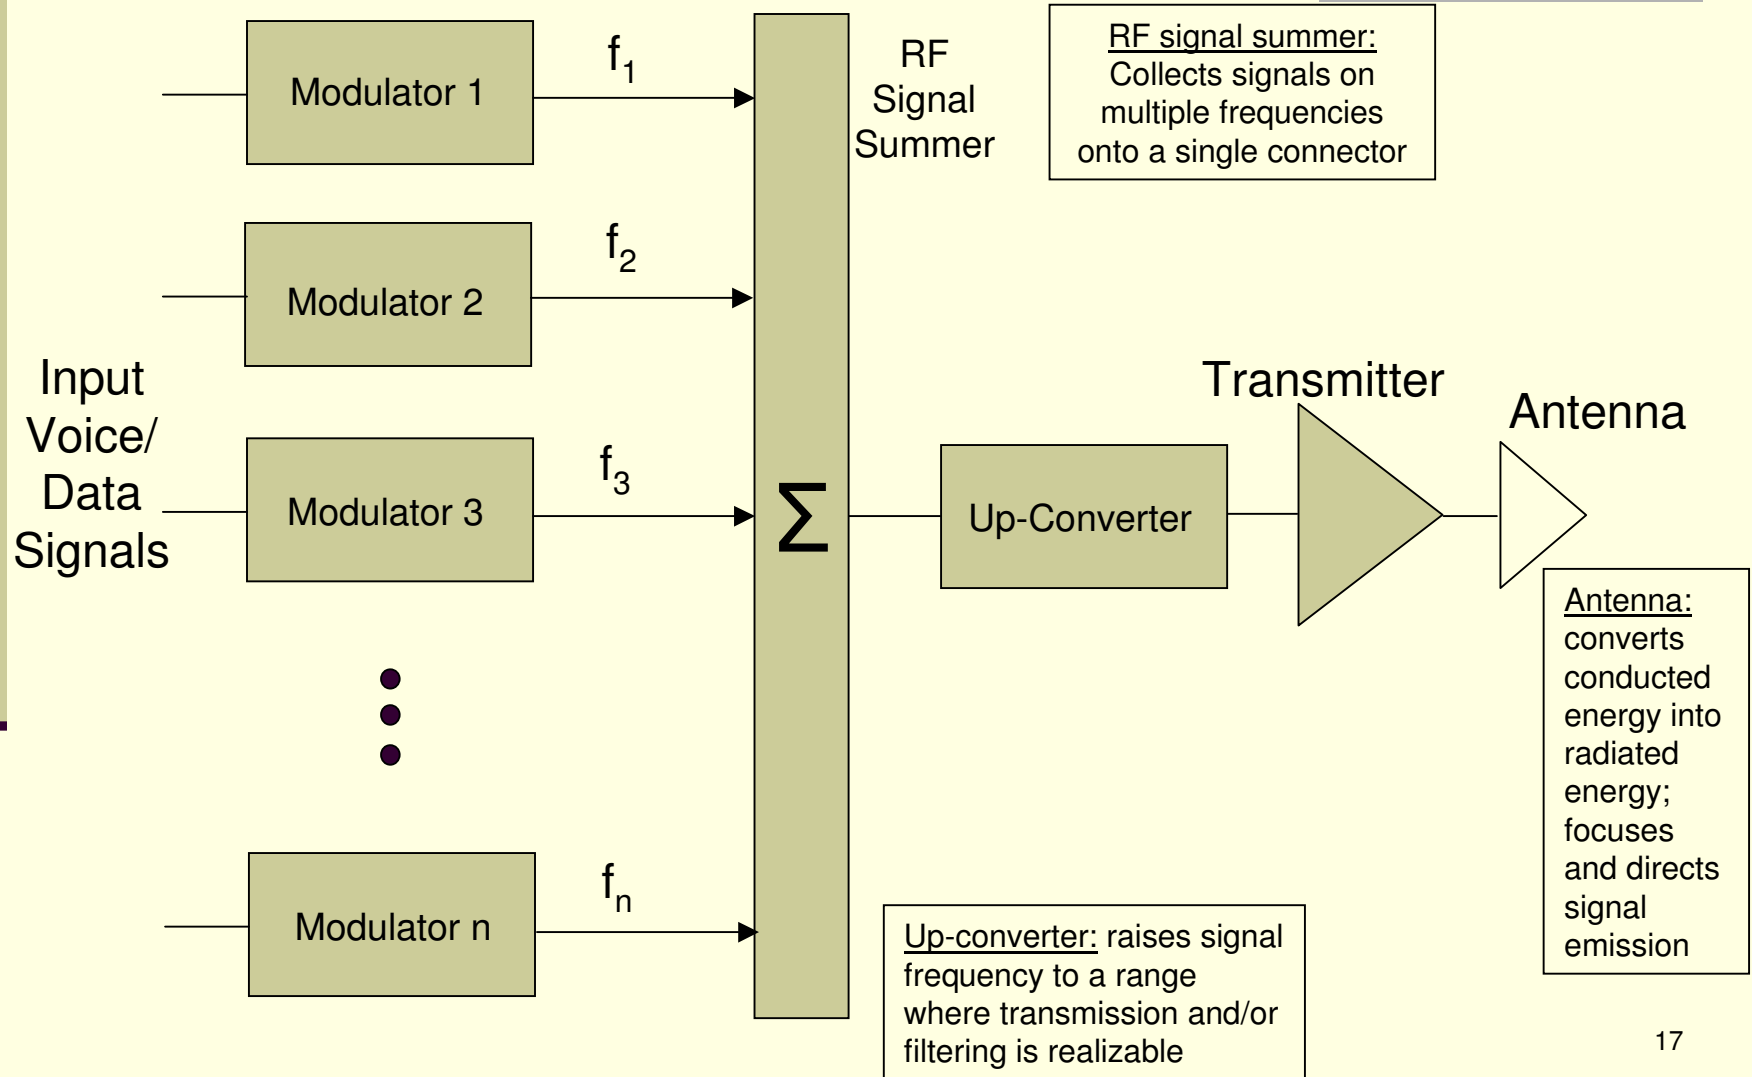 Modulator 1
f1
RF
Signal
Summer
RF signal summer:
Collects signals on
multiple frequencies
onto a single connector
Modulator 2
f2
Input
Voice/
Data
Signals
Modulator 3
f3
Σ
Up-Converter
Transmitter
Antenna
Antenna:
converts
conducted
energy into
radiated
energy;
focuses
and directs
signal
emission
Modulator n
fn
Up-converter: raises signal
frequency to a range
where transmission and/or
filtering is realizable
17